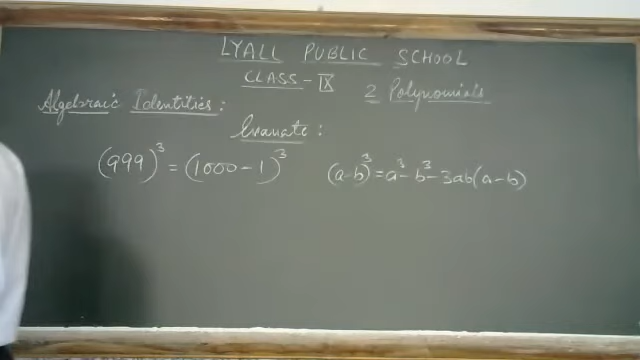 LYALL PUBLIC SCHOOL
CLASS - IX
2 Polynomials
Algebraic Identities:
Evaluate:
(999)³ = (1000 - 1)³
(a-b)³ = a³ - b³ - 3ab(a-b)